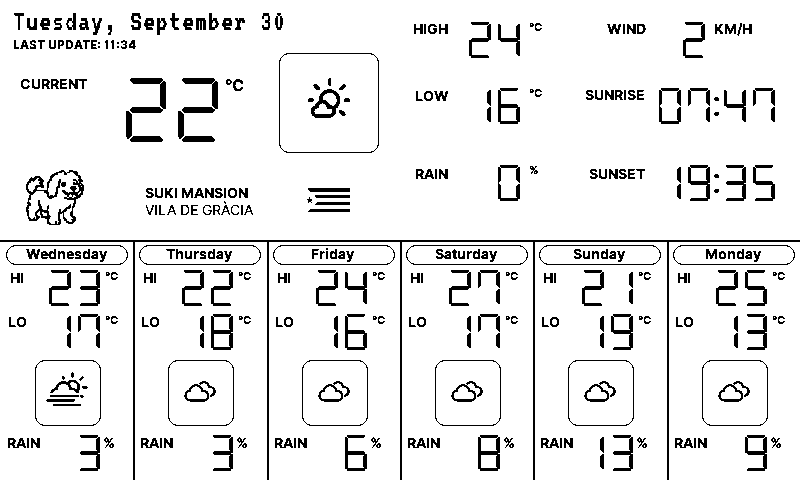 Tuesday, September 30
LAST UPDATE: 11:34
CURRENT 22 °C
HIGH 24 °C
LOW 16 °C
RAIN 0 %
WIND 2 KM/H
SUNRISE 07:47
SUNSET 19:35
SUKI MANSION
VILA DE GRÀCIA
Wednesday
HI 23 °C
LO 17 °C
RAIN 3 %
Thursday
HI 22 °C
LO 18 °C
RAIN 3 %
Friday
HI 24 °C
LO 16 °C
RAIN 6 %
Saturday
HI 27 °C
LO 17 °C
RAIN 8 %
Sunday
HI 21 °C
LO 19 °C
RAIN 13 %
Monday
HI 25 °C
LO 13 °C
RAIN 9 %